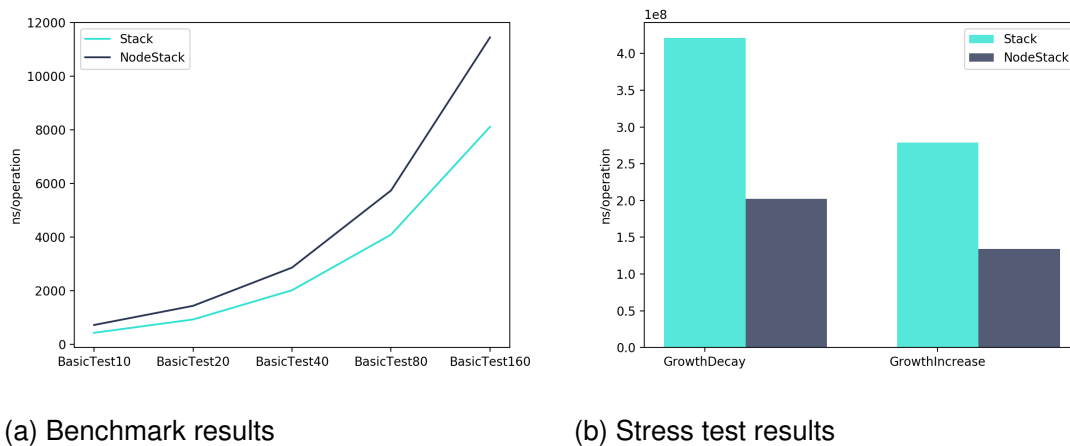 12000
10000
8000
6000
4000
2000
0
ns/operation
Stack
NodeStack
BasicTest10 BasicTest20 BasicTest40 BasicTest80 BasicTest160
1e8
4.0
3.5
3.0
2.5
2.0
1.5
1.0
0.5
0.0
ns/operation
Stack
NodeStack
GrowthDecay GrowthIncrease
(a) Benchmark results
(b) Stress test results